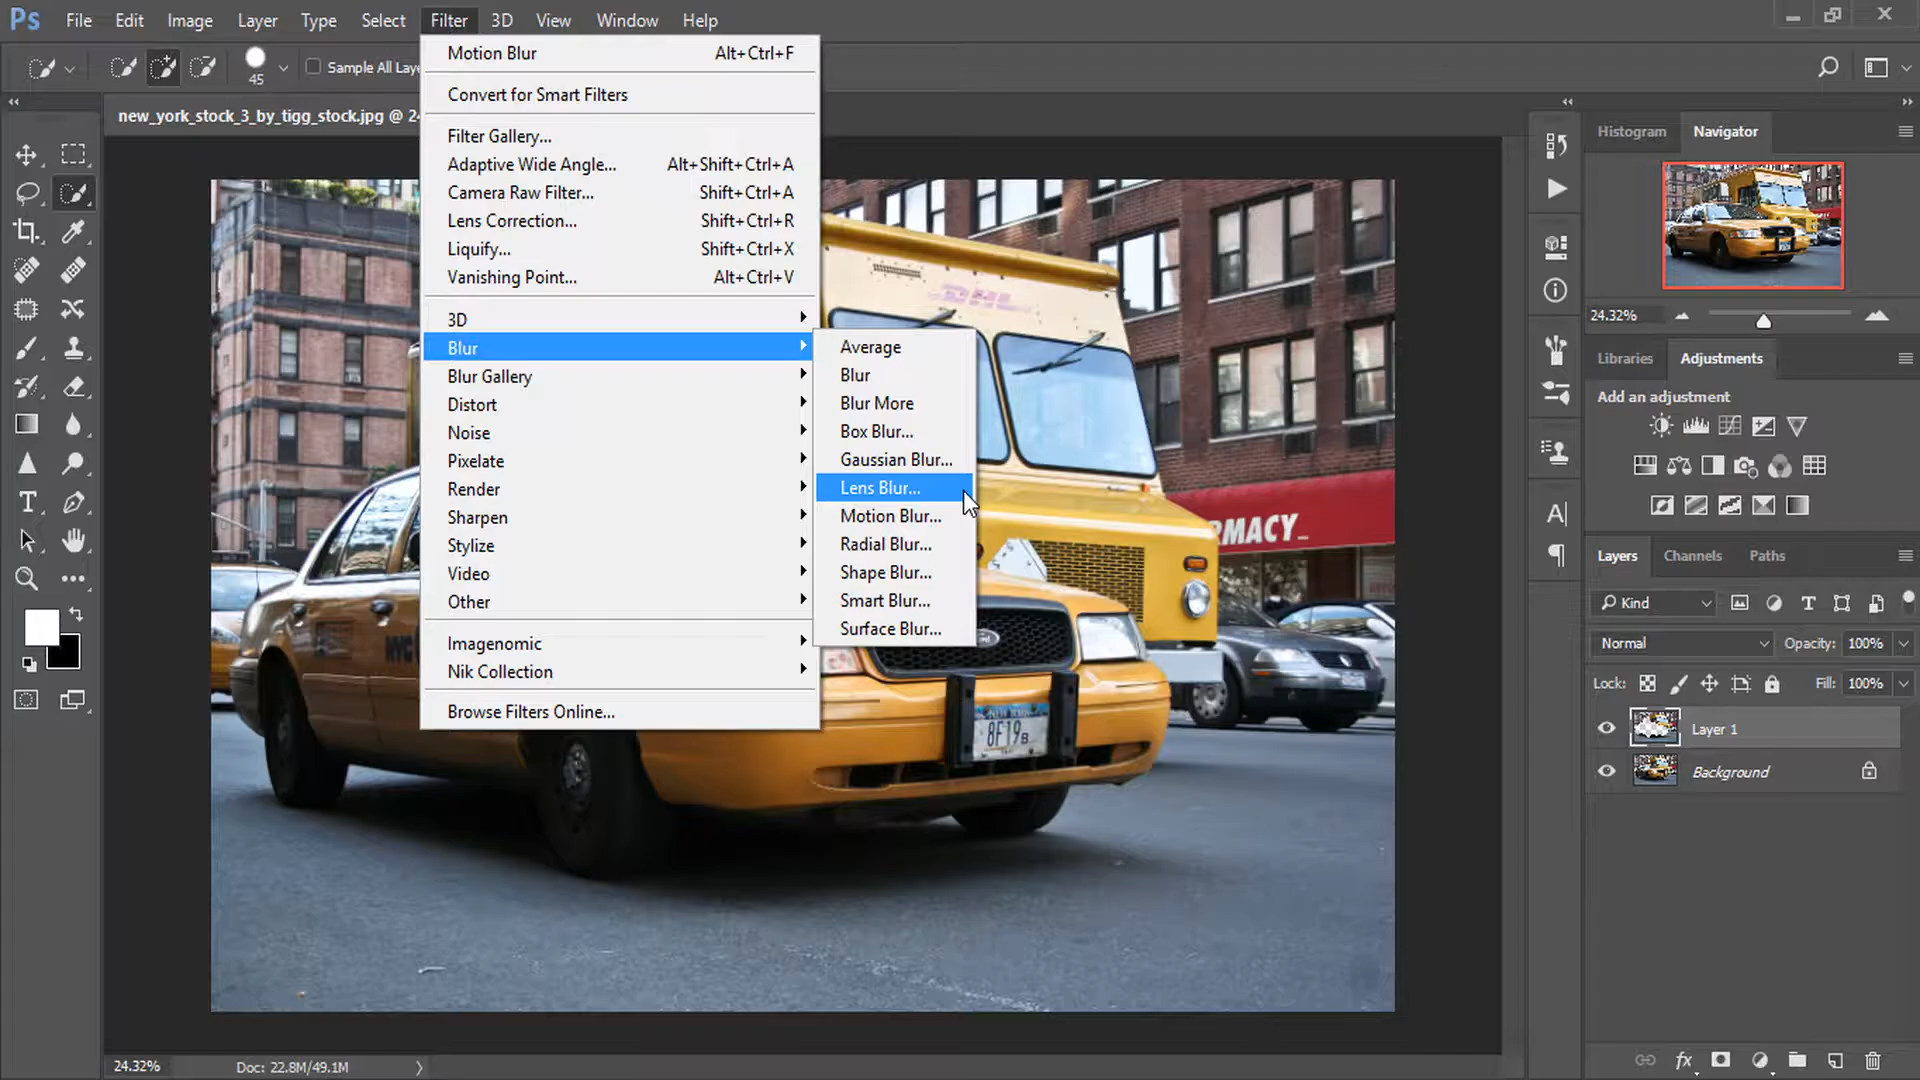 Ps File Edit Image Layer Type Select Filter 3D View Window Help
45 Sample All Laye
new_york_stock_3_by_tigg_stock.jpg @ 24
Motion Blur Alt+Ctrl+F
Convert for Smart Filters
Filter Gallery...
Adaptive Wide Angle... Alt+Shift+Ctrl+A
Camera Raw Filter... Shift+Ctrl+A
Lens Correction... Shift+Ctrl+R
Liquify... Shift+Ctrl+X
Vanishing Point... Alt+Ctrl+V
3D
Blur
Blur Gallery
Distort
Noise
Pixelate
Render
Sharpen
Stylize
Video
Other
Imagenomic
Nik Collection
Browse Filters Online...
Average
Blur
Blur More
Box Blur...
Gaussian Blur...
Lens Blur...
Motion Blur...
Radial Blur...
Shape Blur...
Smart Blur...
Surface Blur...
DHL
RMACY
NYC
8F19B
Histogram Navigator
24.32%
Libraries Adjustments
Add an adjustment
Layers Channels Paths
Kind
Normal Opacity: 100%
Lock: Fill: 100%
Layer 1
Background
24.32% Doc: 22.8M/49.1M